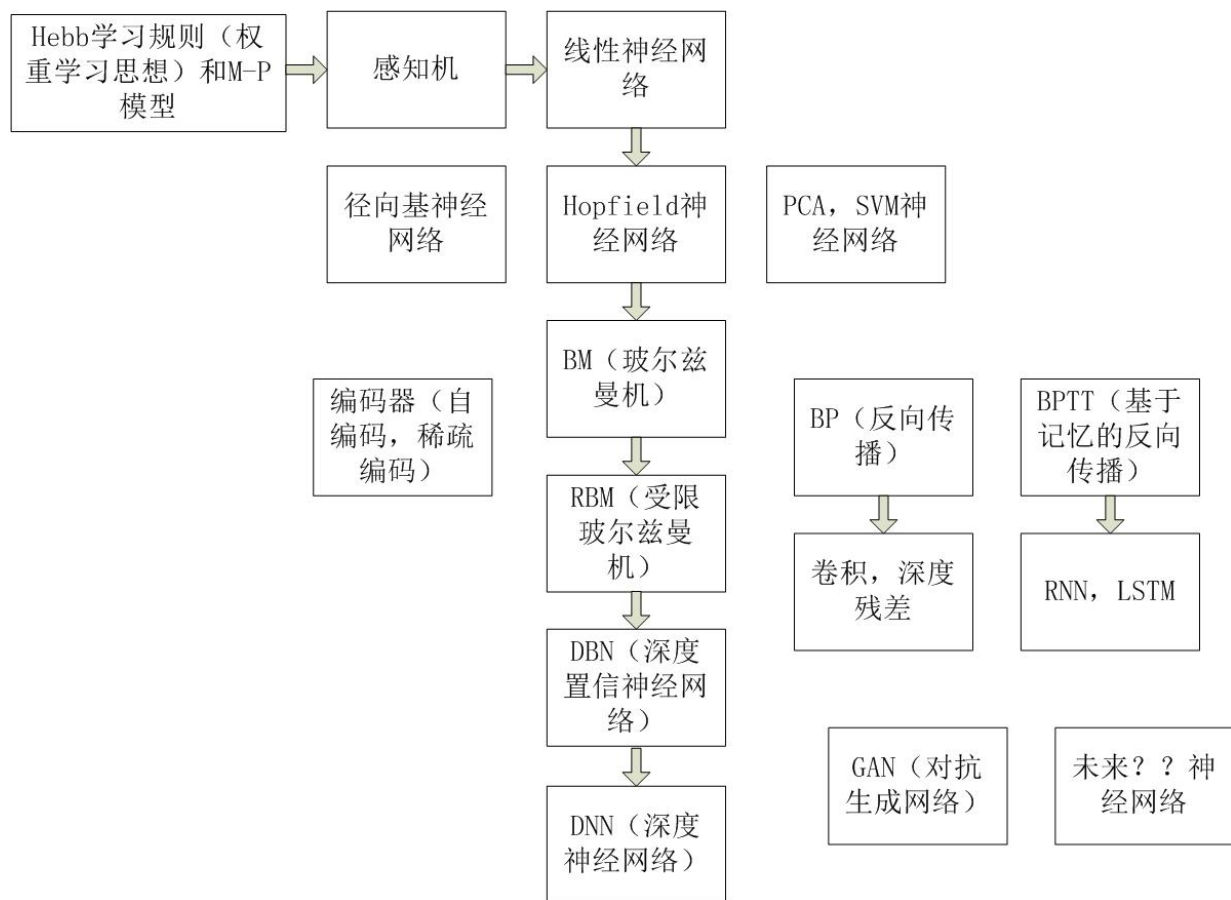 Hebb学习规则（权
重学习思想）和M-P
模型
感知机
线性神经网
络
径向基神经
网络
Hopfield神
经网络
PCA，SVM神
经网络
BM（玻尔兹
曼机）
编码器（自
编码，稀疏
编码）
BP（反向传
播）
BPTT（基于
记忆的反向
传播）
RBM（受限
玻尔兹曼
机）
卷积，深度
残差
RNN，LSTM
DBN（深度
置信神经网
络）
GAN（对抗
生成网络）
未来？？神
经网络
DNN（深度
神经网络）